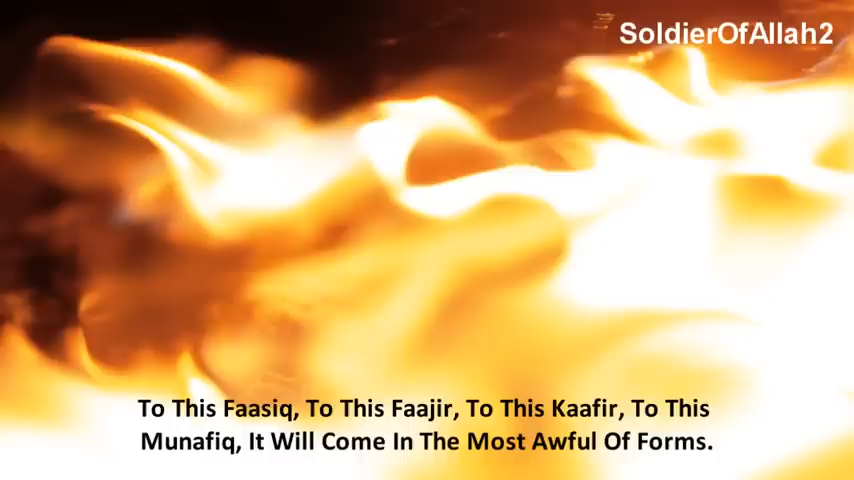 SoldierOfAllah2
To This Faasiq, To This Faajir, To This Kaafir, To This
Munafiq, It Will Come In The Most Awful Of Forms.